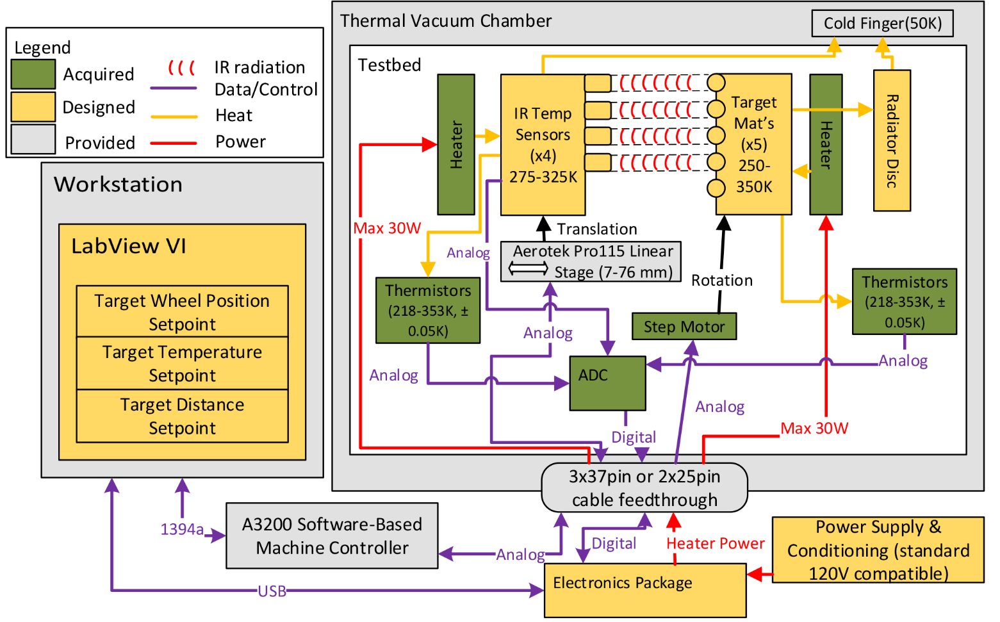 Thermal Vacuum Chamber
Cold Finger(50K)
Legend
Acquired
Designed
Provided
IR radiation
Data/Control
Heat
Power
Testbed
Heater
IR Temp
Sensors
(x4)
275-325K
Target
Mat's
(x5)
250-
350K
Heater
Radiator Disc
Workstation
LabView VI
Target Wheel Position
Setpoint
Target Temperature
Setpoint
Target Distance
Setpoint
Max 30W
Analog
Translation
Aerotek Pro115 Linear
Stage (7-76 mm)
Rotation
Thermistors
(218-353K, ±
0.05K)
Thermistors
(218-353K, ±
0.05K)
Step Motor
Analog
Analog
ADC
Analog
Analog
Digital
Max 30W
3x37pin or 2x25pin
cable feedthrough
1394a
A3200 Software-Based
Machine Controller
Analog
Digital
Heater Power
Power Supply &
Conditioning (standard
120V compatible)
USB
Electronics Package